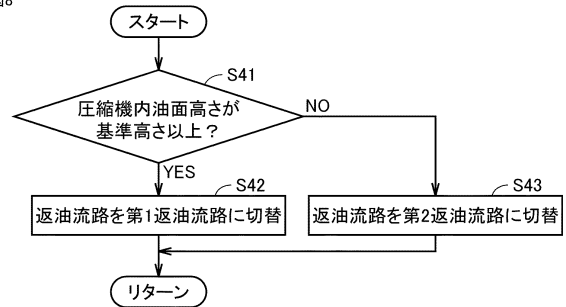 図8
スタート
S41
圧縮機内油面高さが
基準高さ以上？
NO
YES
S42
返油流路を第1返油流路に切替
S43
返油流路を第2返油流路に切替
リターン